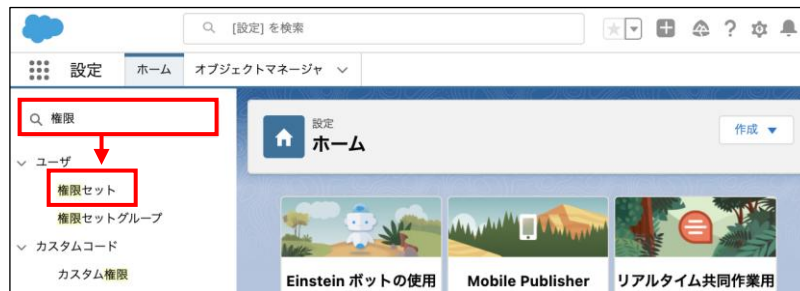 [設定] を検索
設定
ホーム
オブジェクトマネージャ
権限
ユーザ
権限セット
権限セットグループ
カスタムコード
カスタム権限
設定
ホーム
作成
Einstein ボットの使用
Mobile Publisher
リアルタイム共同作業用